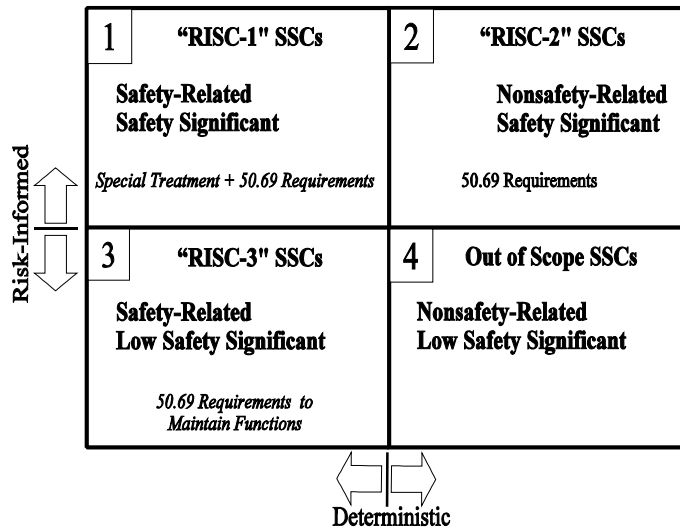 1
“RISC-1" SSCs
Safety-Related
Safety Significant
Special Treatment + 50.69 Requirements
2
“RISC-2" SSCs
Nonsafety-Related
Safety Significant
50.69 Requirements
Risk-Informed
3
“RISC-3" SSCs
Safety-Related
Low Safety Significant
50.69 Requirements to
Maintain Functions
4
Out of Scope SSCs
Nonsafety-Related
Low Safety Significant
Deterministic